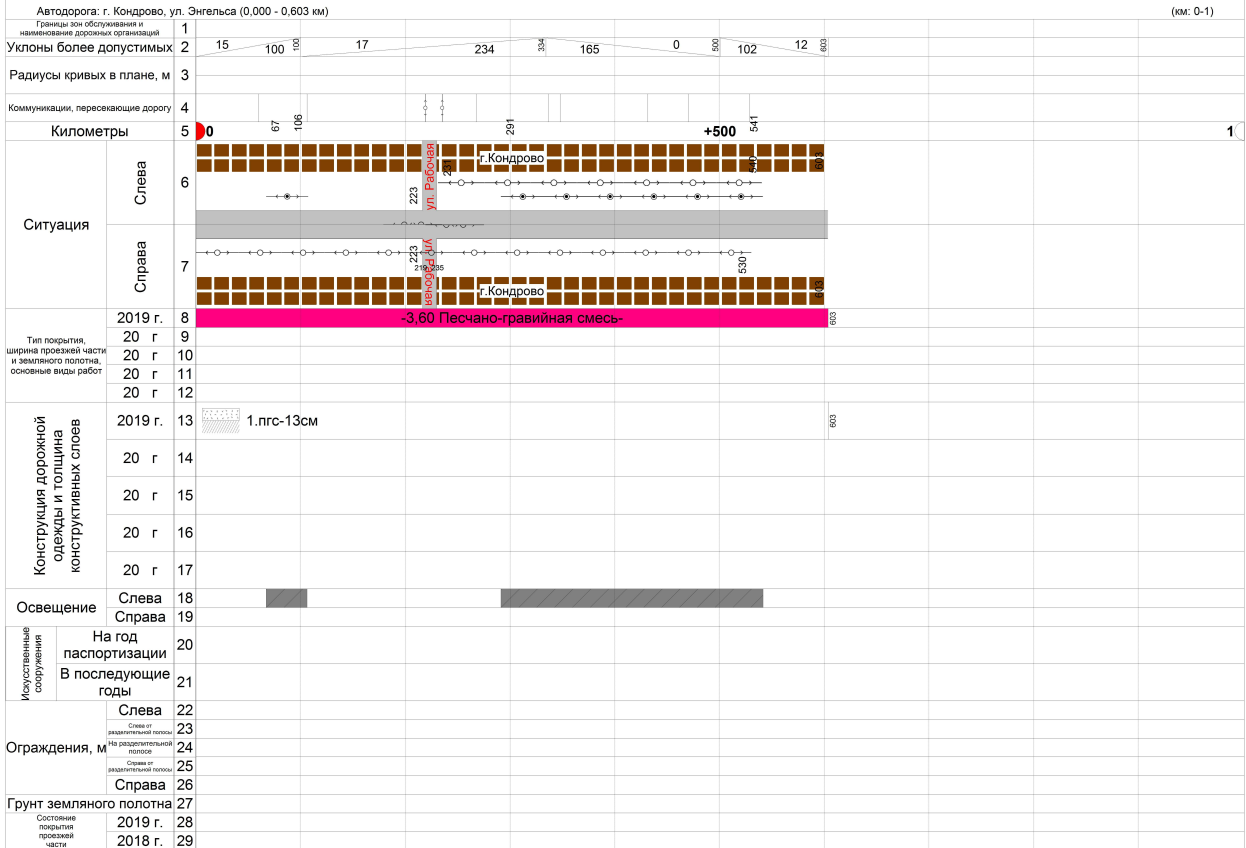 Автодорога: г. Кондрово, ул. Энгельса (0,000 - 0,603 км) (км: 0-1)
Границы зон обслуживания и
наименование дорожных организаций
1
Уклоны более допустимых 2 15 100 100 17 234 334 165 0 500 102 12 603
Радиусы кривых в плане, м 3
Коммуникации, пересекающие дорогу 4
67 106 291 541
Километры 5 0 +500 1
Ситуация
Слева 6
г.Кондрово
ул. Рабочая
223 231 540 603
Справа 7
223 219 235 530 603
ул. Рабочая
г.Кондрово
Тип покрытия,
ширина проезжей части
и земляного полотна,
основные виды работ
2019 г. 8 -3,60 Песчано-гравийная смесь- 603
20 г 9
20 г 10
20 г 11
20 г 12
Конструкция дорожной
одежды и толщина
конструктивных слоев
2019 г. 13 1.пгс-13см 603
20 г 14
20 г 15
20 г 16
20 г 17
Освещение
Слева 18
Справа 19
Искусственные
сооружения
На год
паспортизации
20
В последующие
годы
21
Ограждения, м
Слева 22
Слева от
разделительной полосы
23
На разделительной
полосе
24
Справа от
разделительной полосы
25
Справа 26
Грунт земляного полотна 27
Состояние
покрытия
проезжей
части
2019 г. 28
2018 г. 29